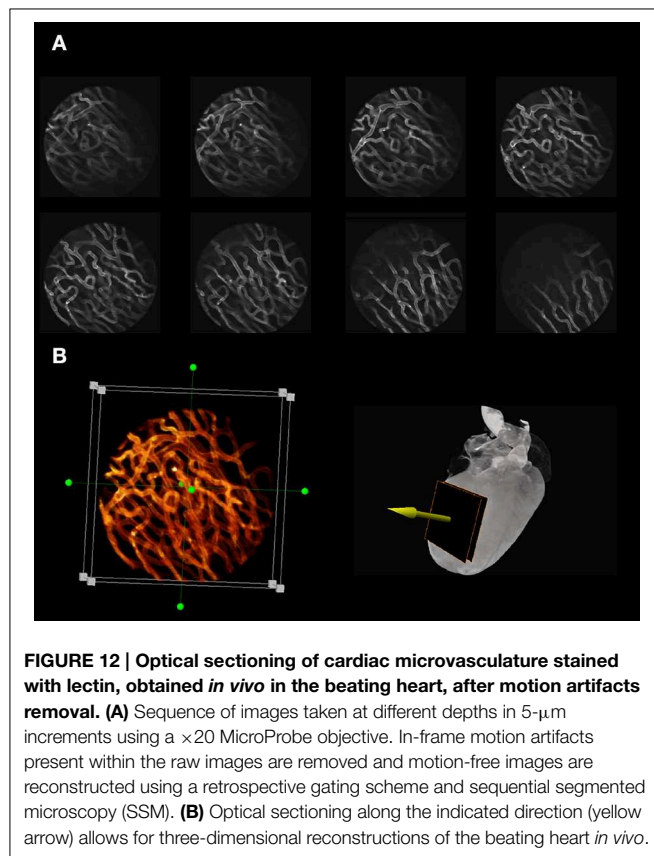 A
B
FIGURE 12 | Optical sectioning of cardiac microvasculature stained
with lectin, obtained in vivo in the beating heart, after motion artifacts
removal. (A) Sequence of images taken at different depths in 5-μm
increments using a ×20 MicroProbe objective. In-frame motion artifacts
present within the raw images are removed and motion-free images are
reconstructed using a retrospective gating scheme and sequential segmented
microscopy (SSM). (B) Optical sectioning along the indicated direction (yellow
arrow) allows for three-dimensional reconstructions of the beating heart in vivo.